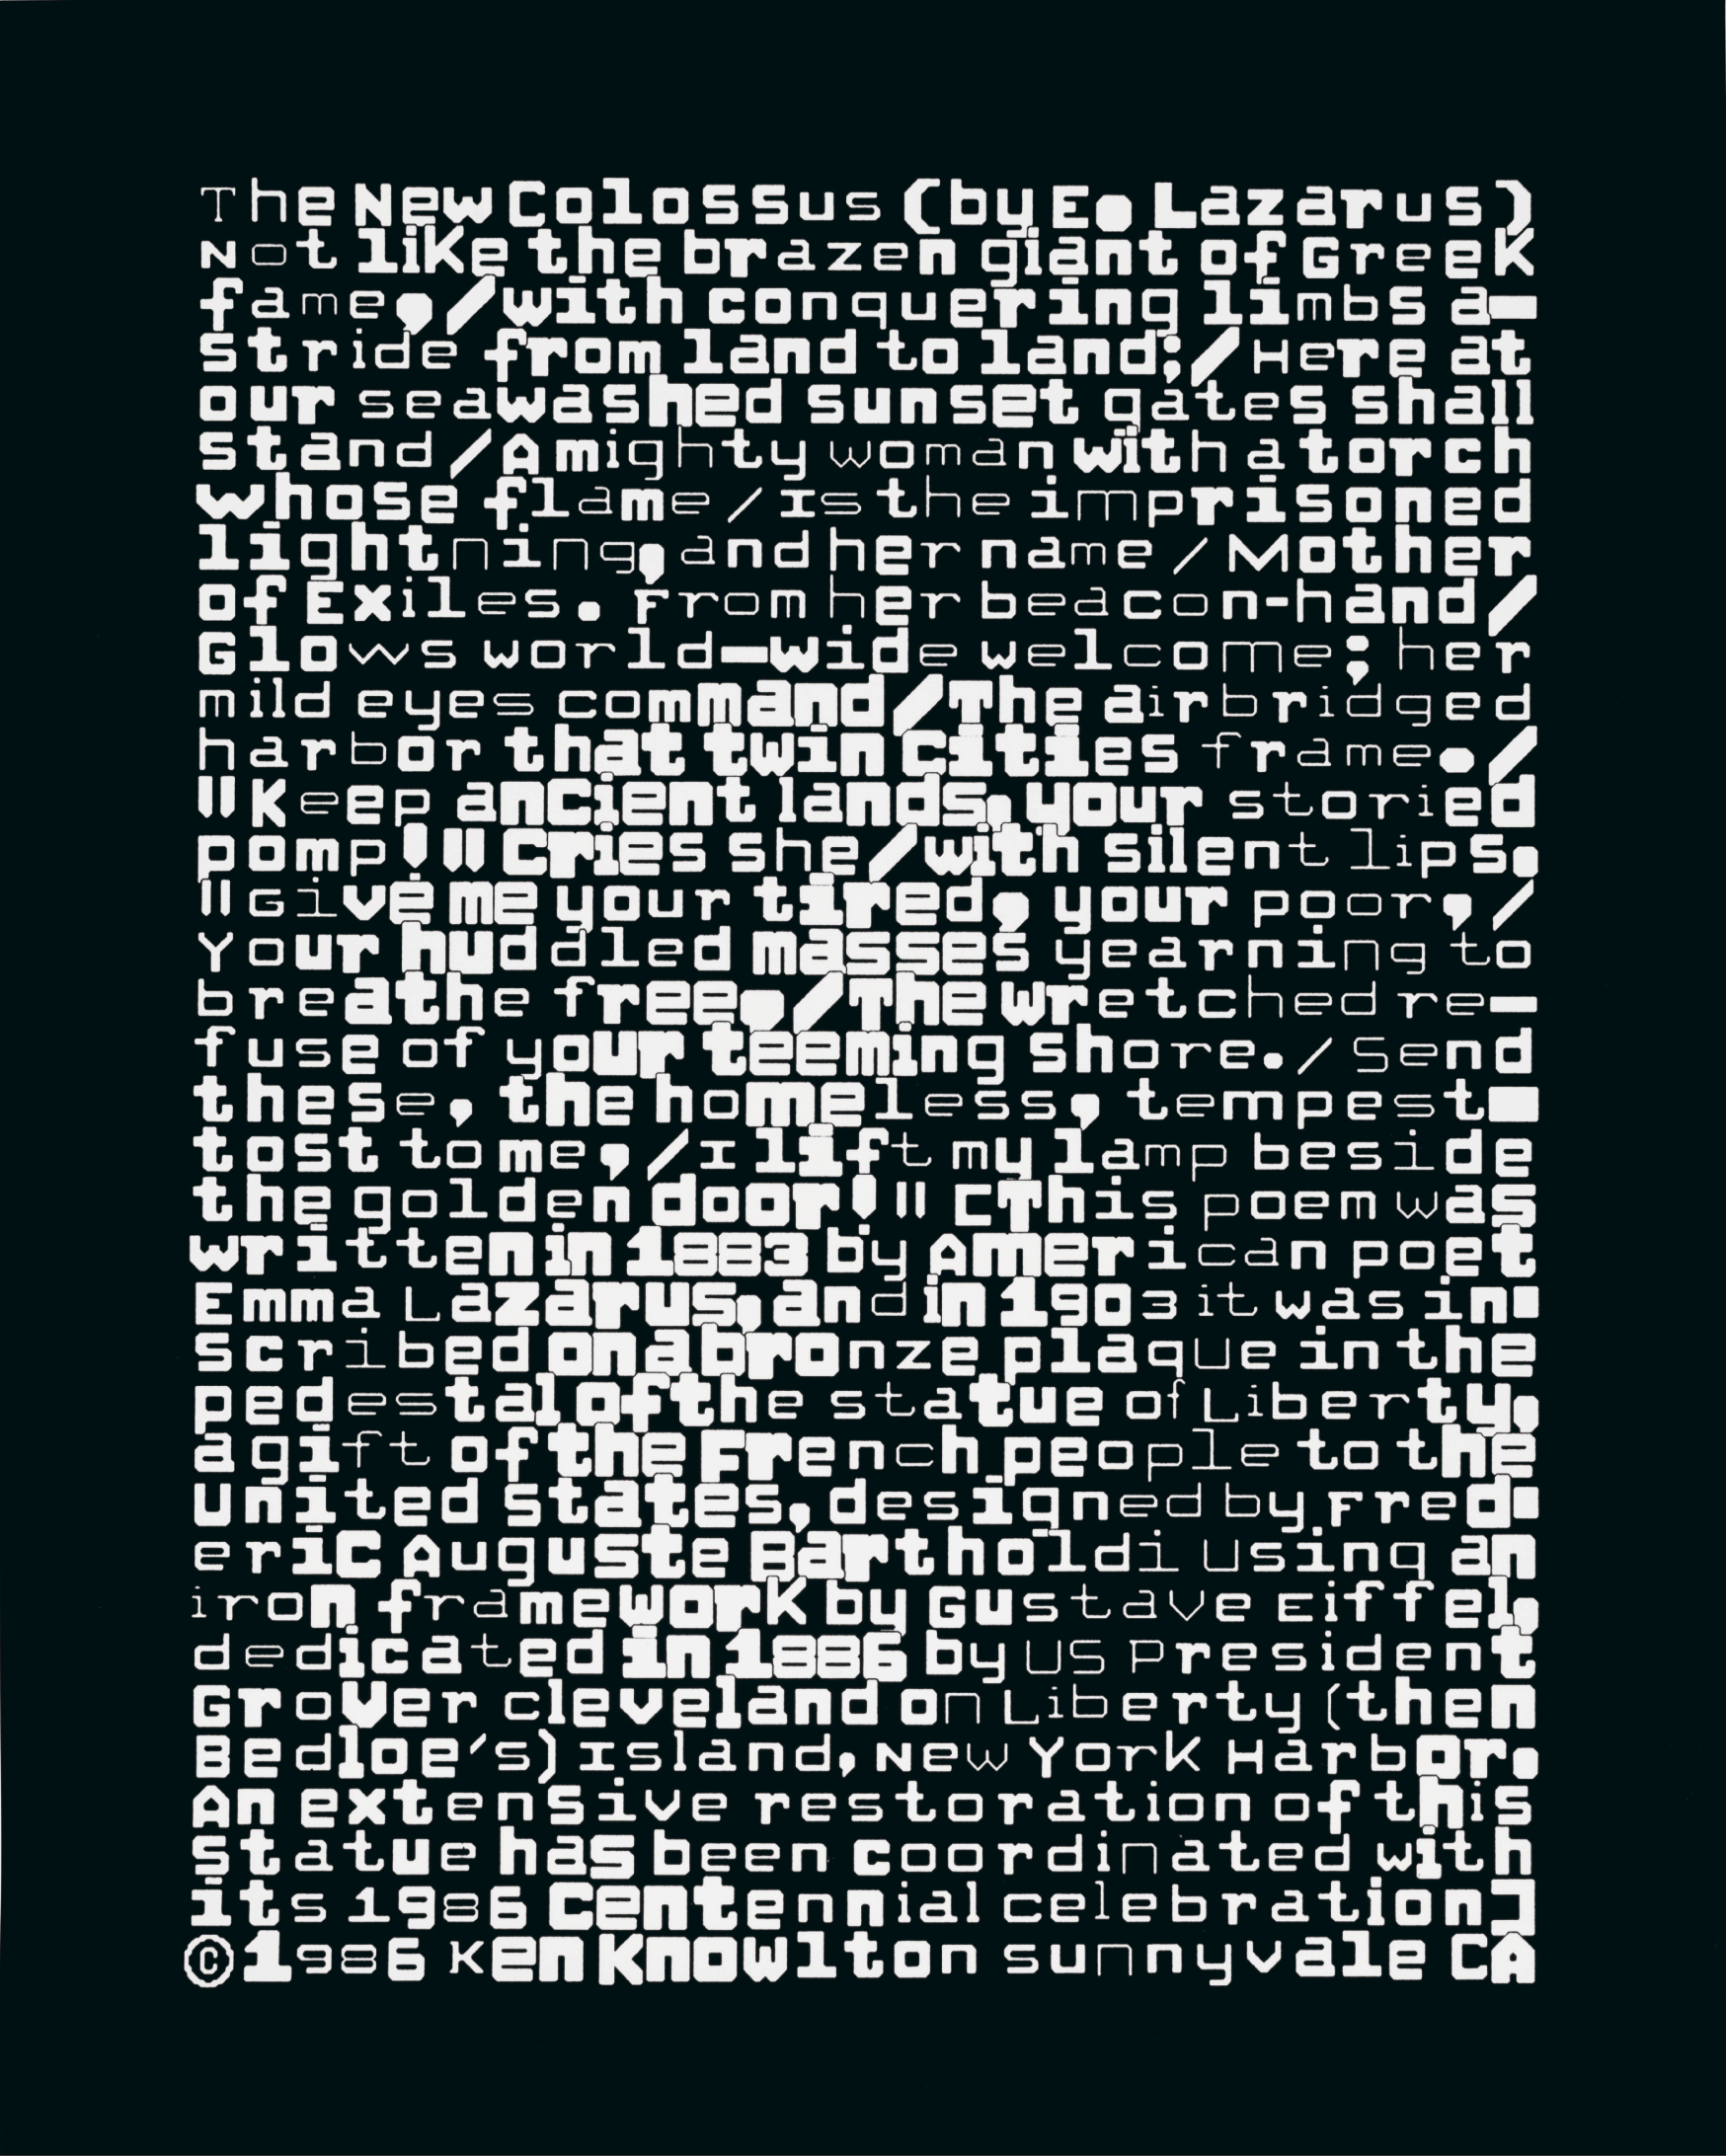 The New Colossus (by E. Lazarus)
Not like the brazen giant of Greek
fame,/with conquering limbs a-
stride from land to land;/Here at
our seawashed sunset gates shall
stand/A mighty woman with a torch
whose flame/Is the imprisoned
lightning, and her name/Mother
of Exiles. From her beacon-hand/
Glows world-wide welcome; her
mild eyes command/The air bridged
harbor that twin cities frame./
"Keep ancient lands, your storied
pomp!" Cries she/with silent lips.
"Give me your tired, your poor,/
Your huddled masses yearning to
breathe free,/The wretched re-
fuse of your teeming shore./Send
these, the homeless, tempest-
tost to me,/I lift my lamp beside
the golden door!" [This poem was
written in 1883 by American poet
Emma Lazarus, and in 1903 it was in-
scribed on a bronze plaque in the
pedestal of the statue of Liberty,
a gift of the French people to the
United States, designed by Fred-
eric Auguste Bartholdi using an
iron framework by Gustave Eiffel,
dedicated in 1886 by US President
Grover Cleveland on Liberty (then
Bedloe's) Island, New York Harbor.
An extensive restoration of this
statue has been coordinated with
its 1986 centennial celebration]
©1986 Ken Knowlton Sunnyvale CA